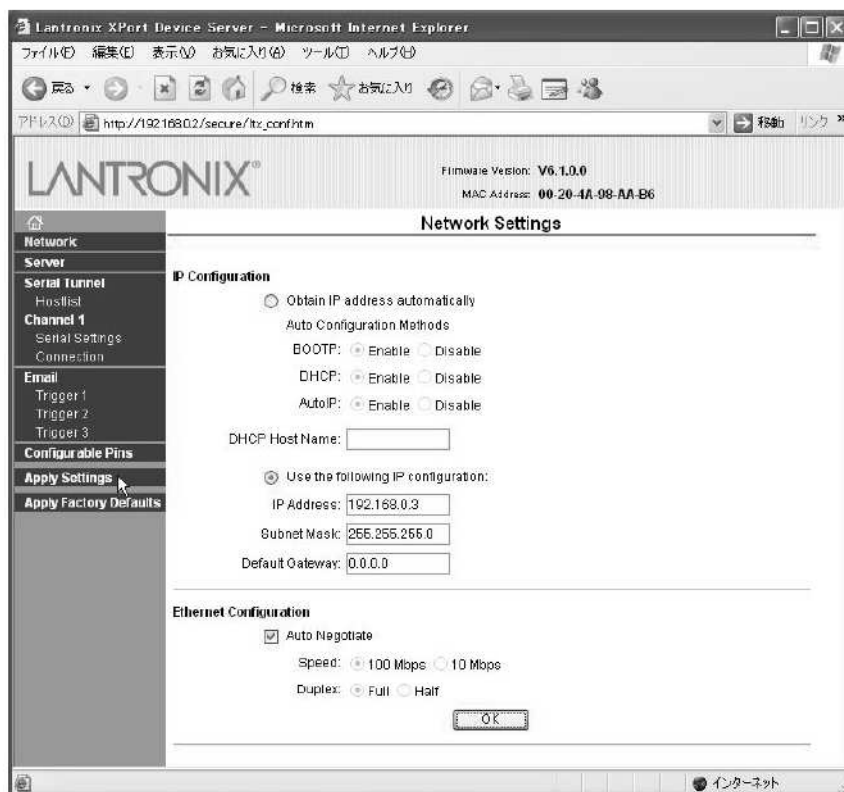 Lantronix XPort Device Server - Microsoft Internet Explorer
ファイル(F) 編集(E) 表示(V) お気に入り(A) ツール(T) ヘルプ(H)
戻る 検索 お気に入り
アドレス(D) http://192.168.0.2/secure/ltx_conf.htm 移動 リンク »
LANTRONIX®
Firmware Version: V6.1.0.0
MAC Address: 00-20-4A-98-AA-B6
Network Settings
Network
Server
Serial Tunnel
Hostlist
Channel 1
Serial Settings
Connection
Email
Trigger 1
Trigger 2
Trigger 3
Configurable Pins
Apply Settings
Apply Factory Defaults
IP Configuration
Obtain IP address automatically
Auto Configuration Methods
BOOTP: Enable Disable
DHCP: Enable Disable
AutoIP: Enable Disable
DHCP Host Name:
Use the following IP configuration:
IP Address: 192.168.0.3
Subnet Mask: 255.255.255.0
Default Gateway: 0.0.0.0
Ethernet Configuration
Auto Negotiate
Speed: 100 Mbps 10 Mbps
Duplex: Full Half
OK
インターネット